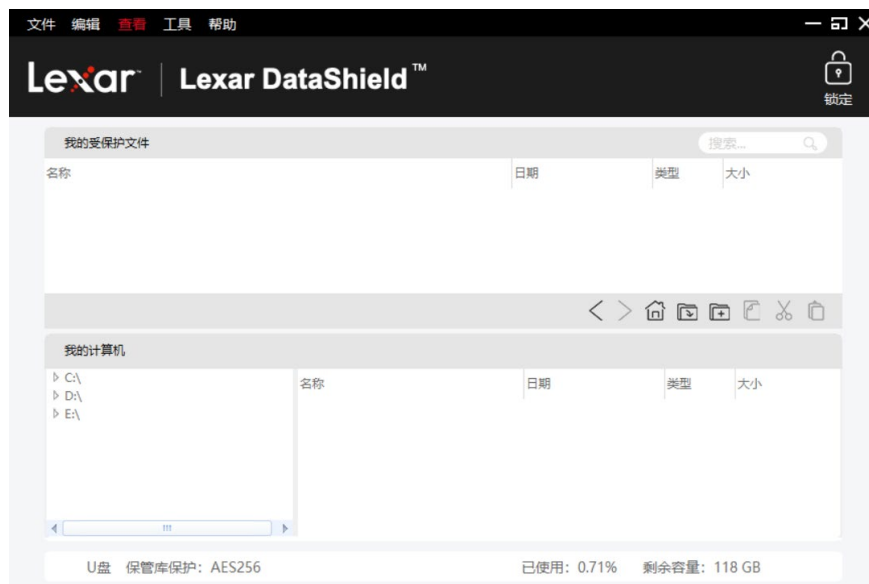 文件 编辑 查看 工具 帮助
Lexar™ Lexar DataShield™
锁定
我的受保护文件 搜索...
名称 日期 类型 大小
我的计算机
C:\
D:\
E:\
名称 日期 类型 大小
U盘 保管库保护：AES256 已使用：0.71% 剩余容量：118 GB